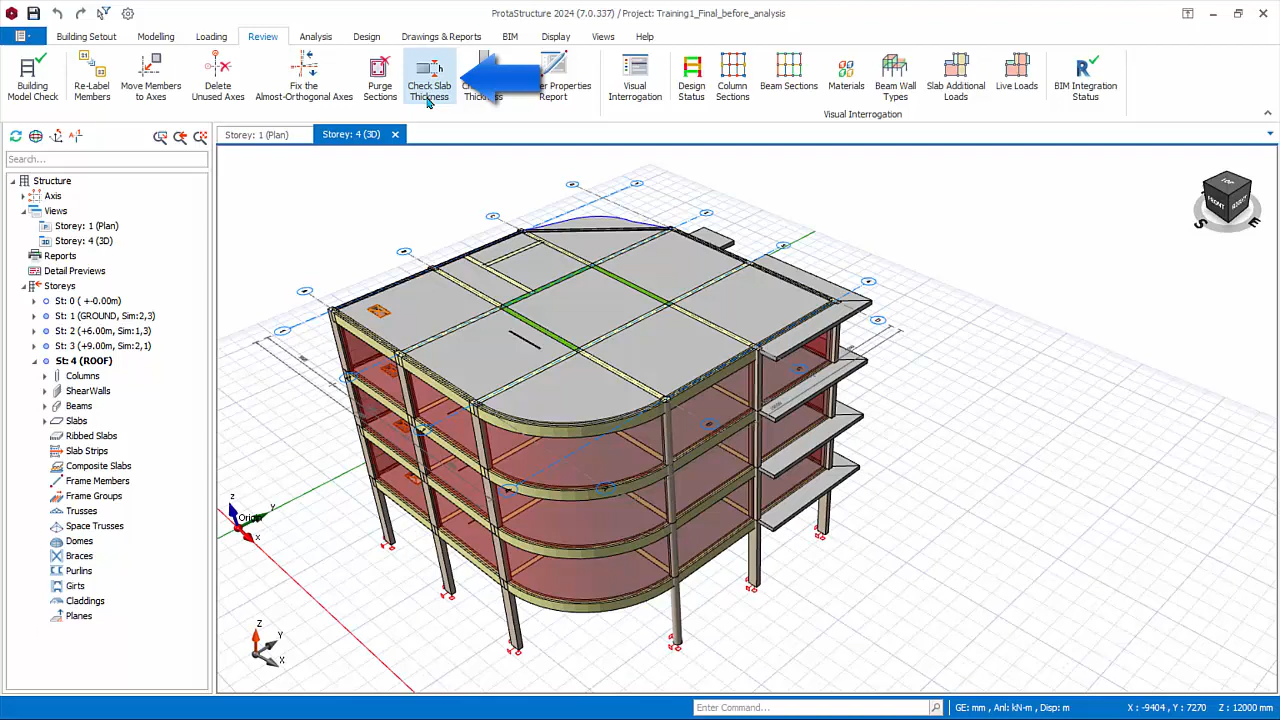 ProtaStructure 2024 (7.0.337) / Project: Training1_Final_before_analysis
Building Setout Modelling Loading Review Analysis Design Drawings & Reports BIM Display Views Help
Building Model Check
Re-Label Members
Move Members to Axes
Delete Unused Axes
Fix the Almost-Orthogonal Axes
Purge Sections
Check Slab Thickness
Properties Report
Visual Interrogation
Design Status
Column Sections
Beam Sections
Materials
Beam Wall Types
Slab Additional Loads
Live Loads
BIM Integration Status
Visual Interrogation
Storey: 1 (Plan)
Storey: 4 (3D)
Search...
Structure
Axis
Views
Storey: 1 (Plan)
Storey: 4 (3D)
Reports
Detail Previews
Storeys
St: 0 ( +-0.00m)
St: 1 (GROUND, Sim:2,3)
St: 2 (+6.00m, Sim:1,3)
St: 3 (+9.00m, Sim:2,1)
St: 4 (ROOF)
Columns
ShearWalls
Beams
Slabs
Ribbed Slabs
Slab Strips
Composite Slabs
Frame Members
Frame Groups
Trusses
Space Trusses
Domes
Braces
Purlins
Girts
Claddings
Planes
TOP
FRONT
RIGHT
S
E
z
Origin
Y
x
Z
Y
X
Enter Command...
GE: mm , Anl: kN-m , Disp: m
X : -9404 , Y : 7270
Z : 12000 mm